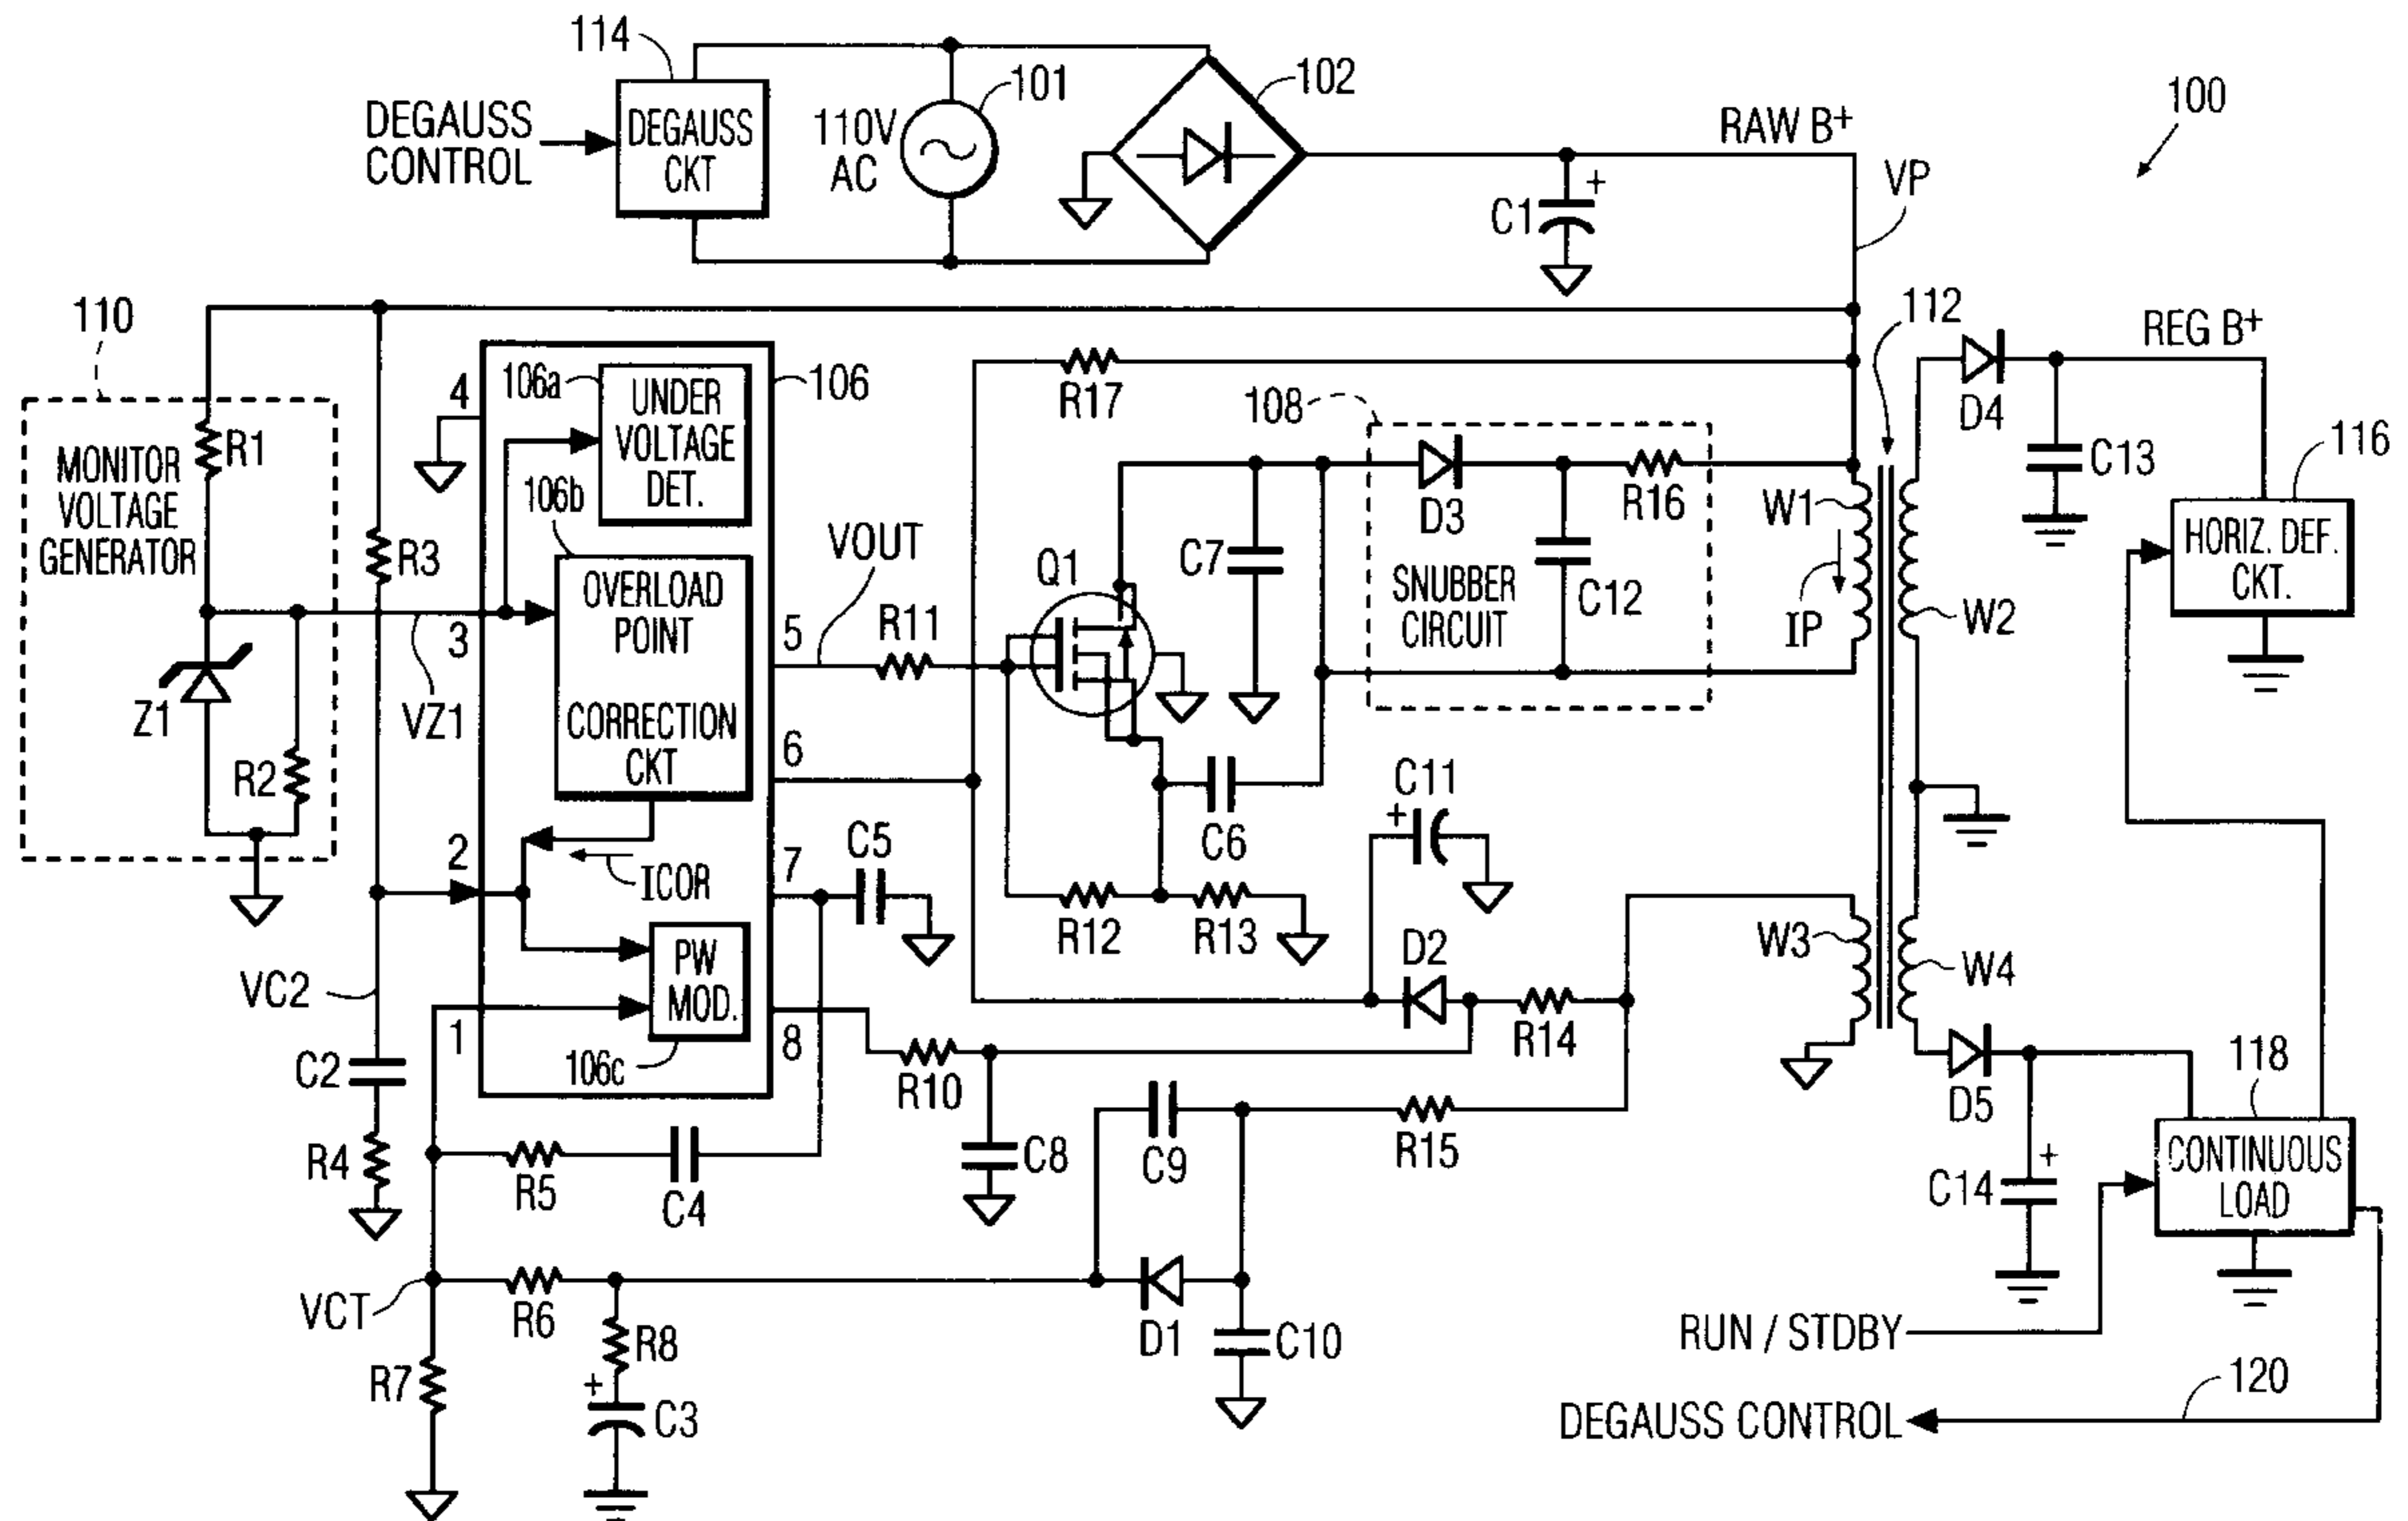 114
DEGAUSS
CONTROL
DEGAUSS
CKT
110V
AC
101
102
RAW B+
C1
+
VP
100
110
MONITOR
VOLTAGE
GENERATOR
R1
Z1
R2
R3
VZ1
4
3
2
1
106a
UNDER
VOLTAGE
DET.
106
106b
OVERLOAD
POINT
CORRECTION
CKT
ICOR
PW
MOD.
106c
5
6
7
8
VOUT
R11
R17
Q1
C7
108
D3
R16
SNUBBER
CIRCUIT
C12
C6
R12
R13
C5
C11
+
D2
R14
R10
C8
C9
R15
D1
C10
VC2
C2
R4
R5
C4
VCT
R6
R8
+
C3
R7
112
W1
IP
W2
W3
W4
D4
REG B+
C13
116
HORIZ. DEF.
CKT.
D5
C14
+
118
CONTINUOUS
LOAD
RUN / STDBY
120
DEGAUSS CONTROL